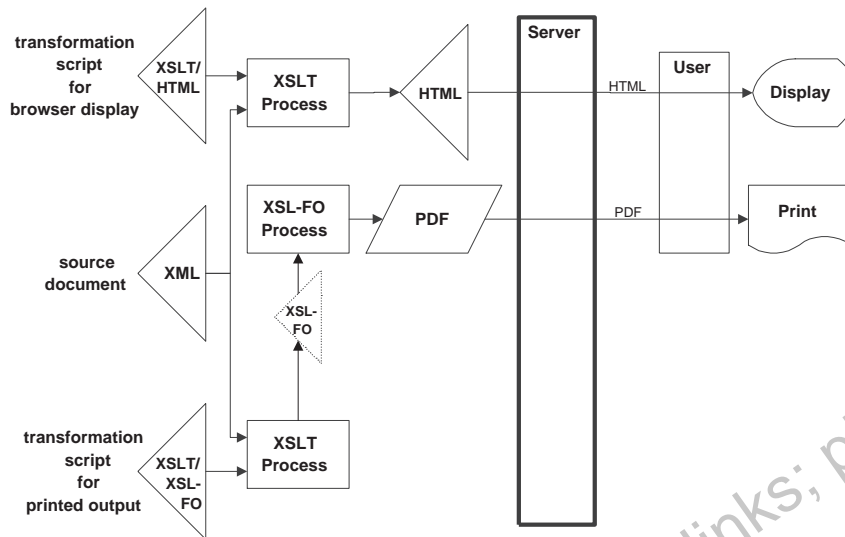 transformation
script
for
browser display
XSLT/
HTML
XSLT
Process
HTML
Server
HTML
User
Display
source
document
XML
XSL-FO
Process
PDF
PDF
Print
XSL-
FO
transformation
script
for
printed output
XSLT/
XSL-
FO
XSLT
Process
links;